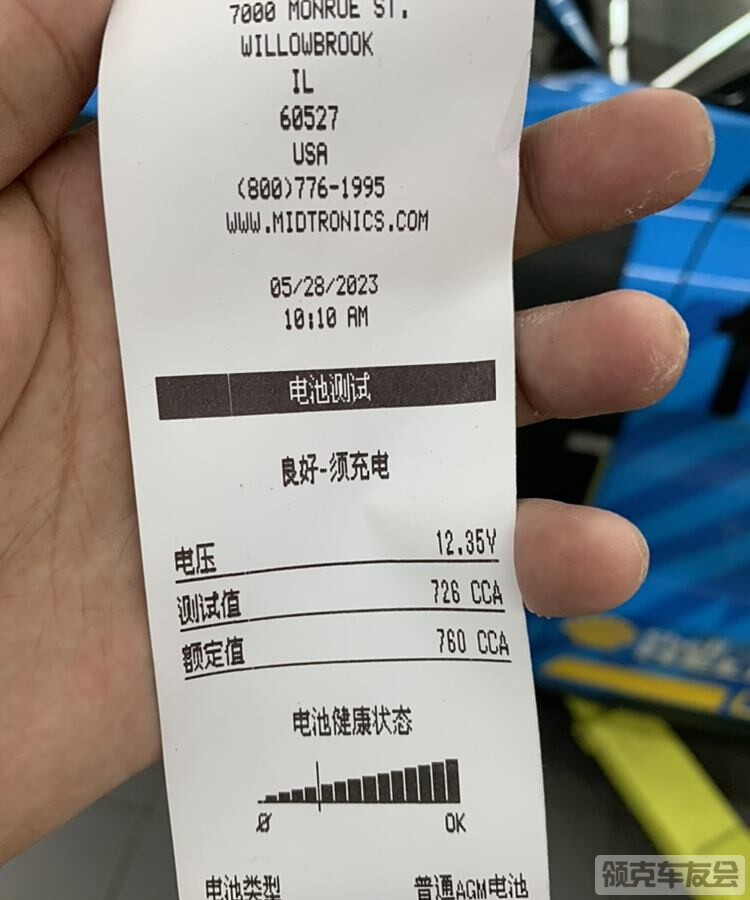 7000 MONROE ST.
WILLOWBROOK
IL
60527
USA
(800)776-1995
WWW.MIDTRONICS.COM
05/28/2023
10:10 AM
电池测试
良好-须充电
电压 12.35V
测试值 726 CCA
额定值 760 CCA
电池健康状态
0 OK
电池类型 普通AGM电池
领克车友会